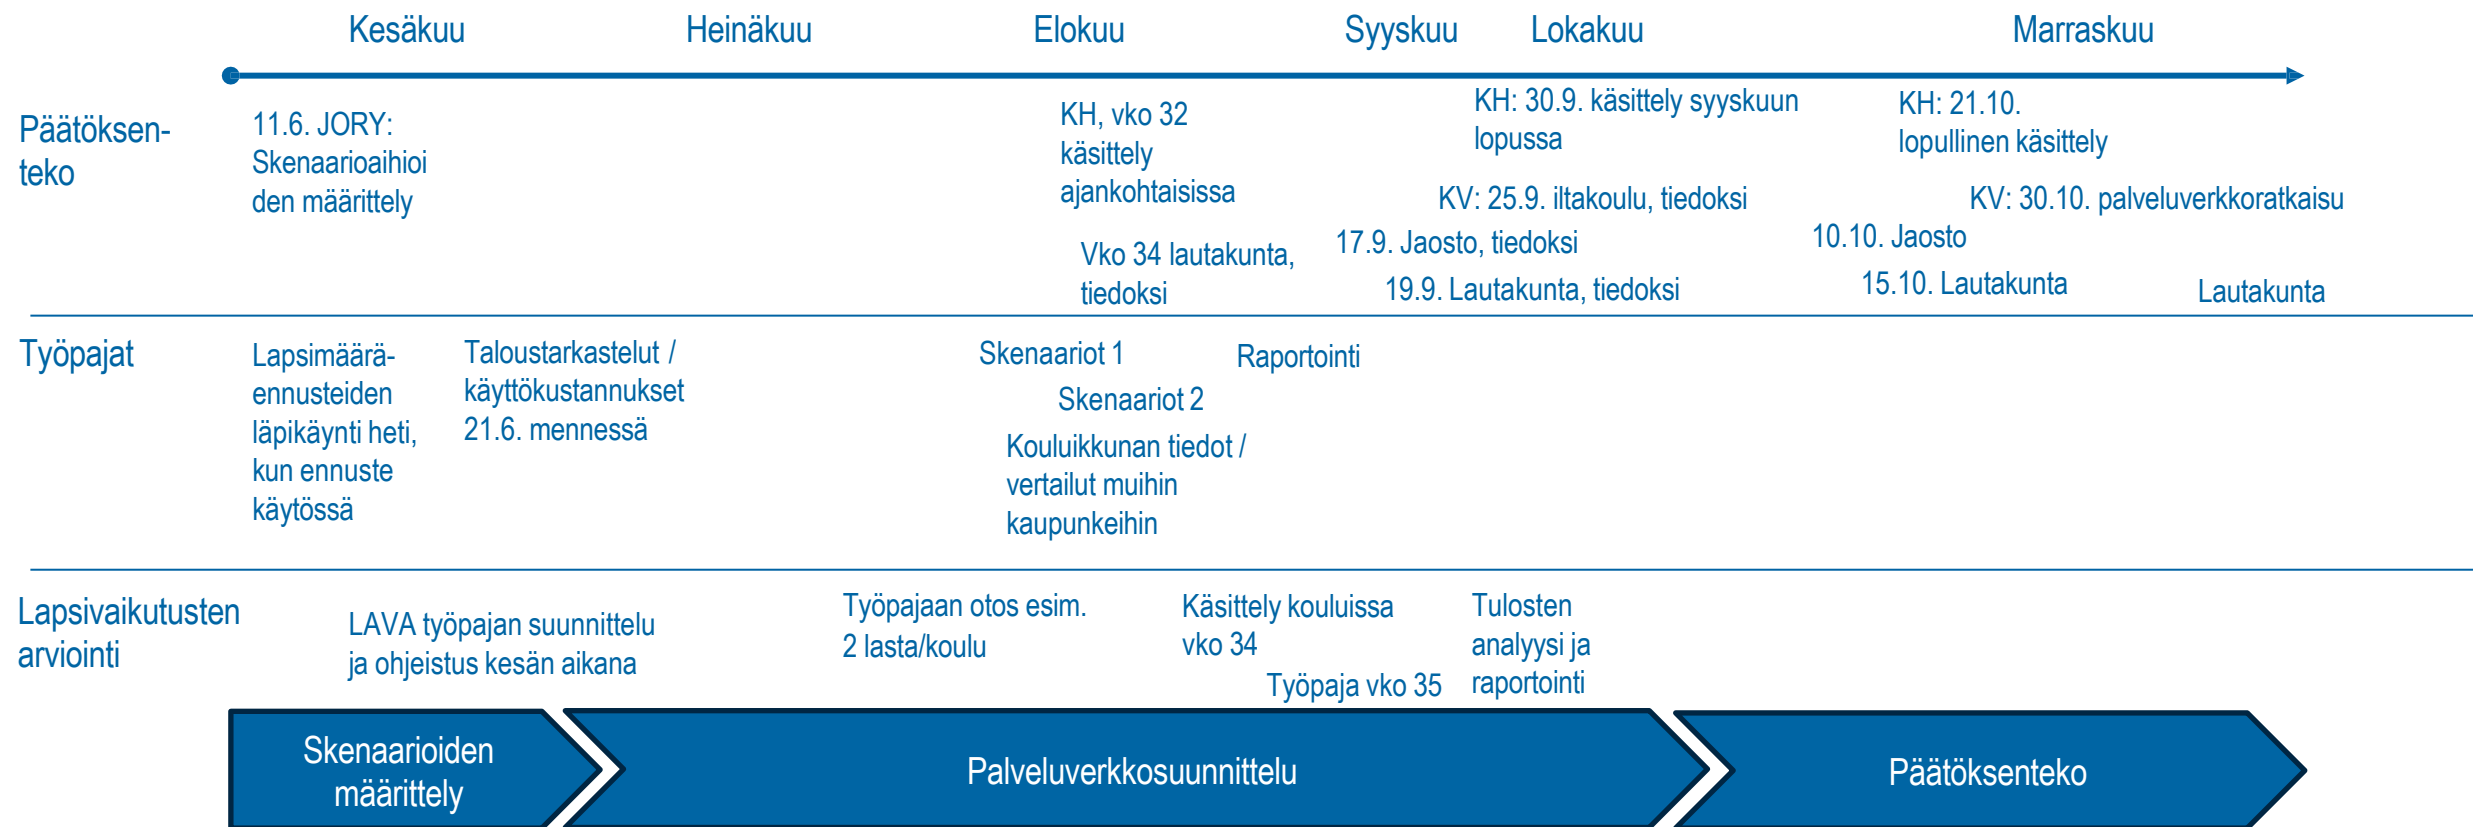 Kesäkuu
Heinäkuu
Elokuu
Syyskuu
Lokakuu
Marraskuu
Päätöksen-
teko
11.6. JORY:
Skenaarioaihioi
den määrittely
KH, vko 32
käsittely
ajankohtaisissa
Vko 34 lautakunta,
tiedoksi
KH: 30.9. käsittely syyskuun
lopussa
KV: 25.9. iltakoulu, tiedoksi
17.9. Jaosto, tiedoksi
19.9. Lautakunta, tiedoksi
KH: 21.10.
lopullinen käsittely
KV: 30.10. palveluverkkoratkaisu
10.10. Jaosto
15.10. Lautakunta
Lautakunta
Työpajat
Lapsimäärä-
ennusteiden
läpikäynti heti,
kun ennuste
käytössä
Taloustarkastelut /
käyttökustannukset
21.6. mennessä
Skenaariot 1
Skenaariot 2
Raportointi
Kouluikkunan tiedot /
vertailut muihin
kaupunkeihin
Lapsivaikutusten
arviointi
LAVA työpajan suunnittelu
ja ohjeistus kesän aikana
Työpajaan otos esim.
2 lasta/koulu
Käsittely kouluissa
vko 34
Työpaja vko 35
Tulosten
analyysi ja
raportointi
Skenaarioiden
määrittely
Palveluverkkosuunnittelu
Päätöksenteko